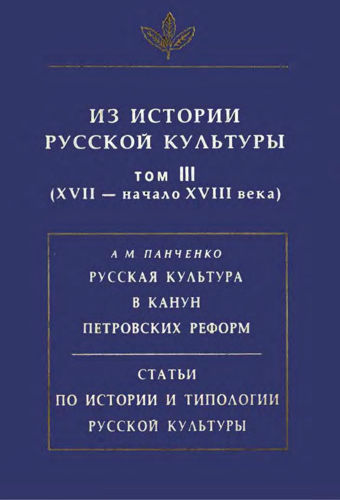 ИЗ ИСТОРИИ
РУССКОЙ КУЛЬТУРЫ
ТОМ III
(XVII — начало XVIII века)
А М ПАНЧЕНКО
РУССКАЯ КУЛЬТУРА
В КАНУН
ПЕТРОВСКИХ РЕФОРМ
СТАТЬИ
ПО ИСТОРИИ И ТИПОЛОГИИ
РУССКОЙ КУЛЬТУРЫ